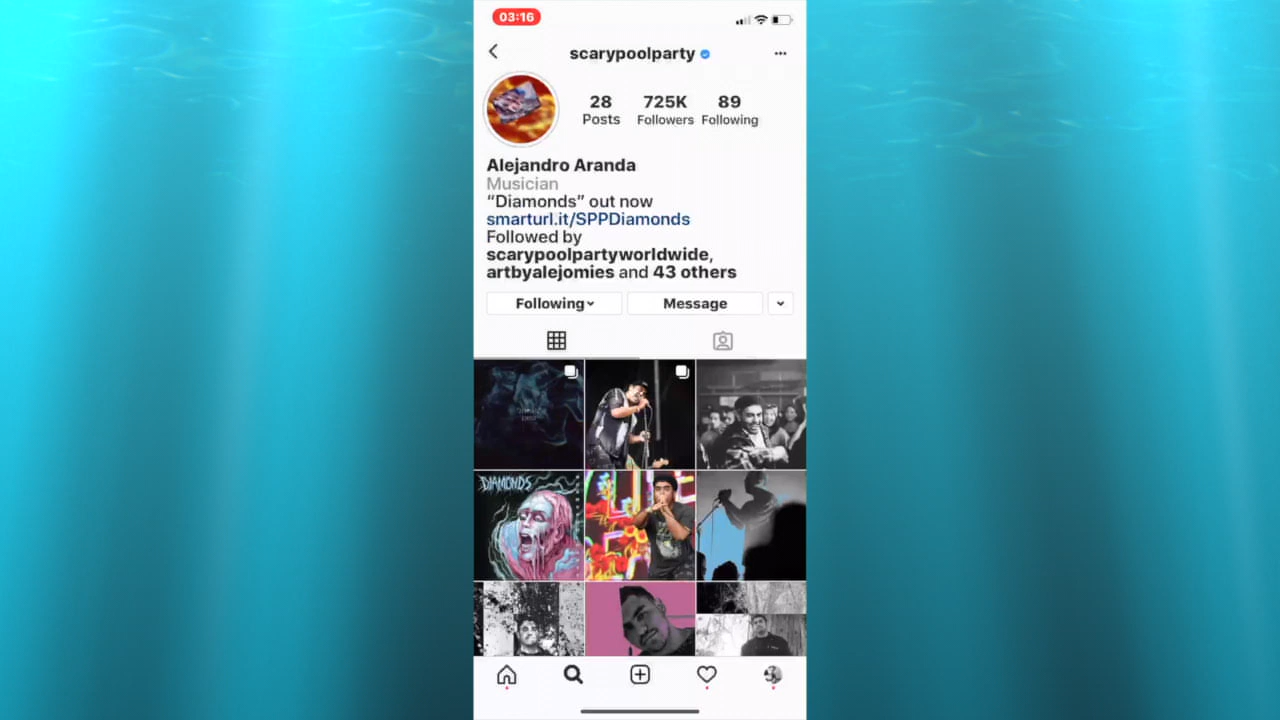 03:16
scarypoolparty
28 725K 89
Posts Followers Following
Alejandro Aranda
Musician
“Diamonds” out now
smarturl.it/SPPDiamonds
Followed by
scarypoolpartyworldwide,
artbyalejomies and 43 others
Following Message
DIAMONDS